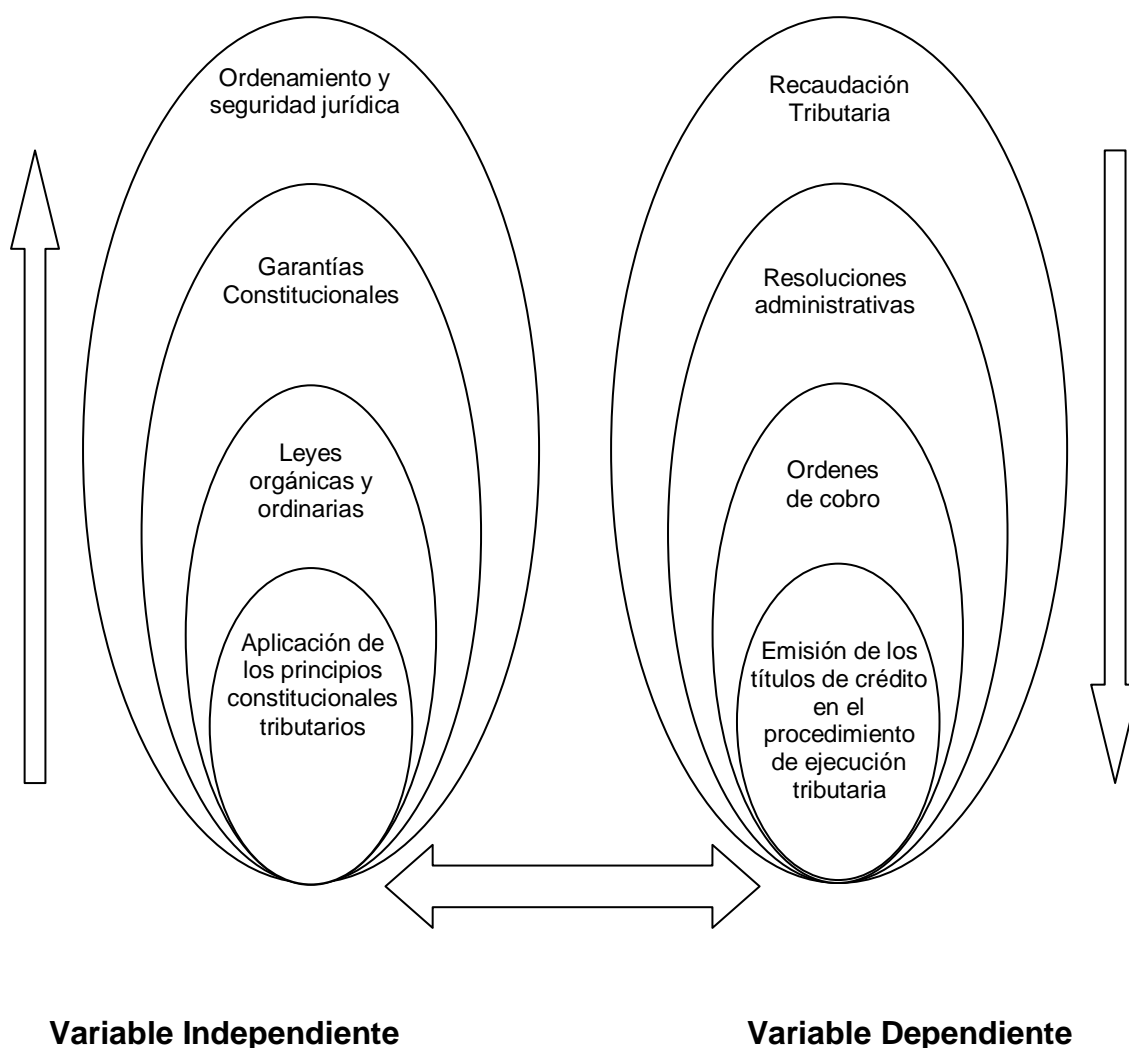 Ordenamiento y
seguridad jurídica
Garantías
Constitucionales
Leyes
orgánicas y
ordinarias
Aplicación de
los principios
constitucionales
tributarios
Recaudación
Tributaria
Resoluciones
administrativas
Ordenes
de cobro
Emisión de los
títulos de crédito
en el
procedimiento
de ejecución
tributaria
Variable Independiente
Variable Dependiente